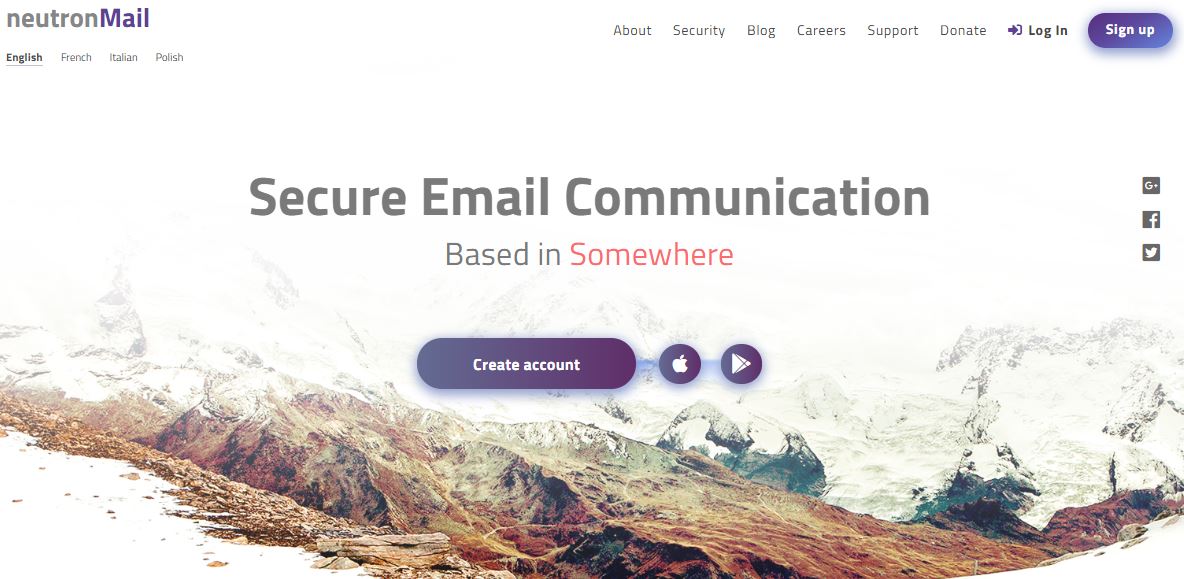 neutronMail
About Security Blog Careers Support Donate Log In Sign up
English French Italian Polish
Secure Email Communication
Based in Somewhere
Create account